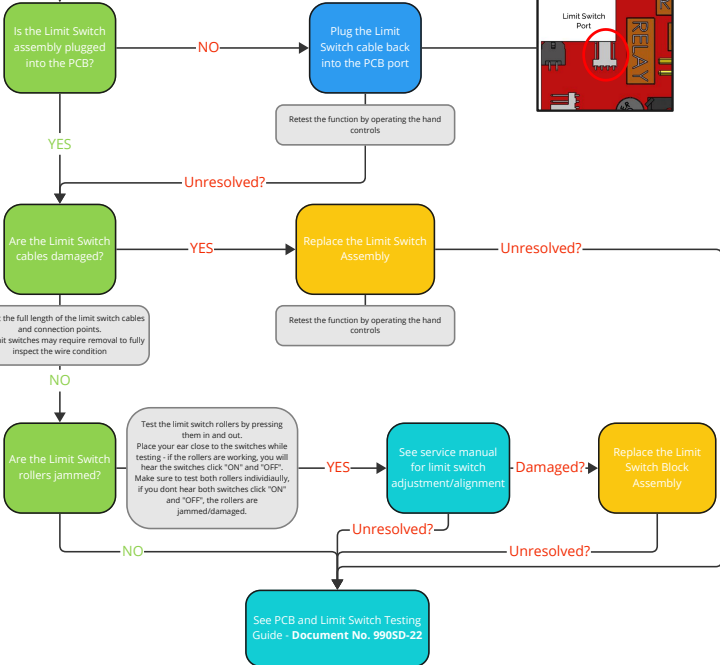 Is the Limit Switch
assembly plugged
into the PCB?
NO
Plug the Limit
Switch cable back
into the PCB port
Limit Switch
Port
RELAY
Retest the function by operating the hand
controls
YES
Unresolved?
Are the Limit Switch
cables damaged?
YES
Replace the Limit Switch
Assembly
Unresolved?
the full length of the limit switch cables
and connection points.
switches may require removal to fully
inspect the wire condition
Retest the function by operating the hand
controls
NO
Are the Limit Switch
rollers jammed?
Test the limit switch rollers by pressing
them in and out.
Place your ear close to the switches while
testing - if the rollers are working, you will
hear the switches click "ON" and "OFF".
Make sure to test both rollers individiaully,
if you dont hear both switches click "ON"
and "OFF", the rollers are
jammed/damaged.
YES
See service manual
for limit switch
adjustment/alignment
Damaged?
Replace the Limit
Switch Block
Assembly
Unresolved?
NO
Unresolved?
See PCB and Limit Switch Testing
Guide - Document No. 990SD-22